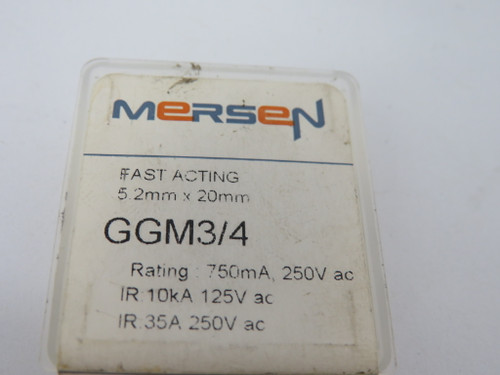 MERSEN
FAST ACTING
5.2mm x 20mm
GGM3/4
Rating : 750mA, 250V ac
IR:10kA 125V ac
IR:35A 250V ac